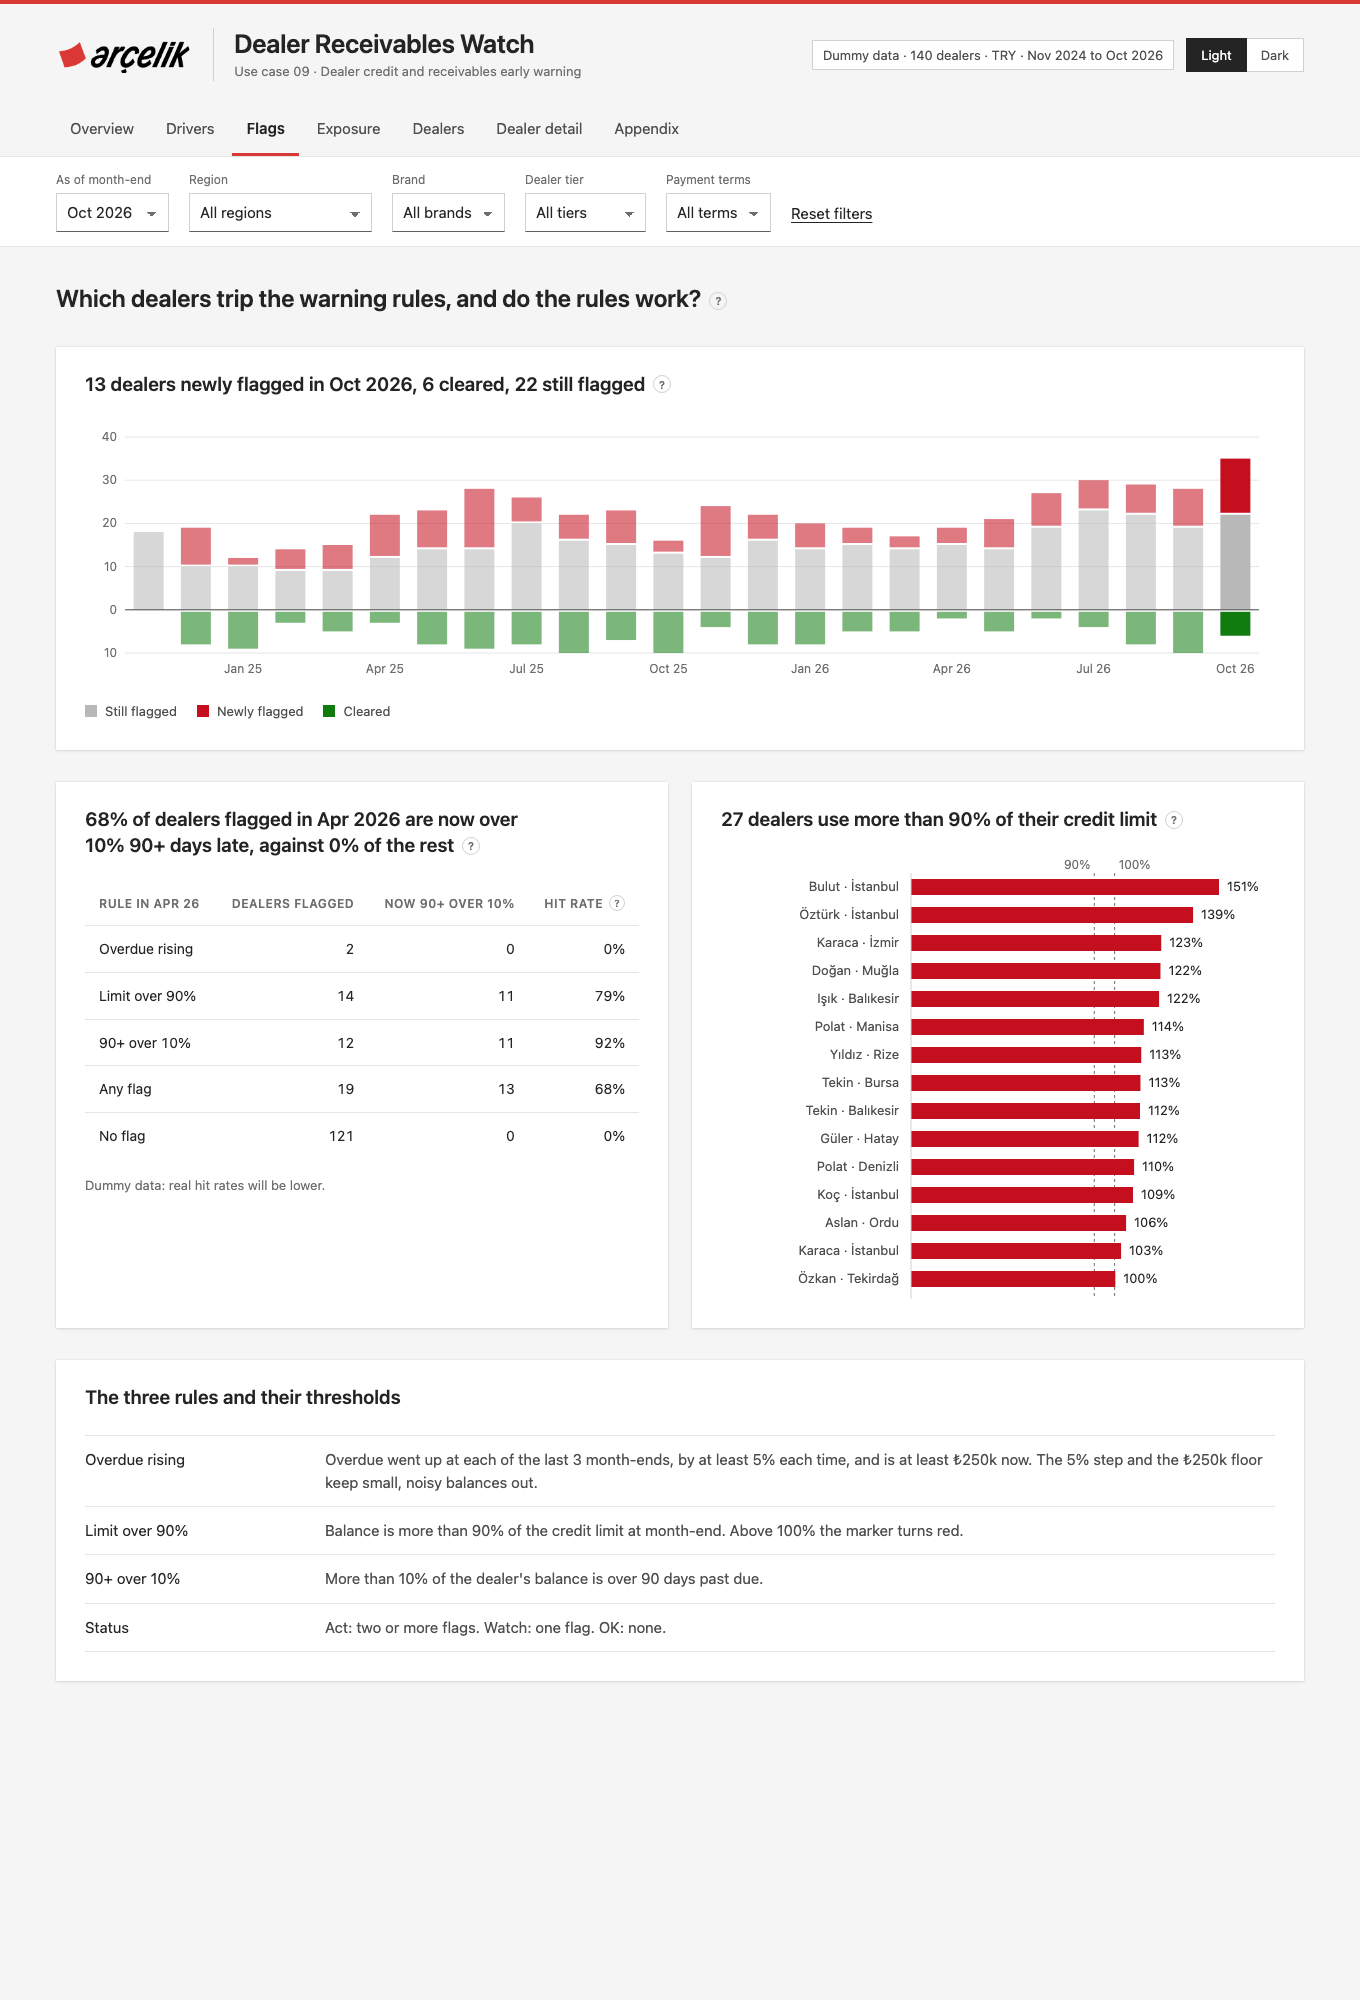 arçelik
Dealer Receivables Watch
Use case 09 · Dealer credit and receivables early warning
Dummy data · 140 dealers · TRY · Nov 2024 to Oct 2026
Light Dark
Overview Drivers Flags Exposure Dealers Dealer detail Appendix
As of month-end Region Brand Dealer tier Payment terms
Oct 2026 All regions All brands All tiers All terms Reset filters
Which dealers trip the warning rules, and do the rules work? ?
13 dealers newly flagged in Oct 2026, 6 cleared, 22 still flagged ?
40
30
20
10
0
10
Jan 25 Apr 25 Jul 25 Oct 25 Jan 26 Apr 26 Jul 26 Oct 26
Still flagged Newly flagged Cleared
68% of dealers flagged in Apr 2026 are now over
10% 90+ days late, against 0% of the rest ?
RULE IN APR 26 DEALERS FLAGGED NOW 90+ OVER 10% HIT RATE ?
Overdue rising 2 0 0%
Limit over 90% 14 11 79%
90+ over 10% 12 11 92%
Any flag 19 13 68%
No flag 121 0 0%
Dummy data: real hit rates will be lower.
27 dealers use more than 90% of their credit limit ?
90% 100%
Bulut · İstanbul 151%
Öztürk · İstanbul 139%
Karaca · İzmir 123%
Doğan · Muğla 122%
Işık · Balıkesir 122%
Polat · Manisa 114%
Yıldız · Rize 113%
Tekin · Bursa 113%
Tekin · Balıkesir 112%
Güler · Hatay 112%
Polat · Denizli 110%
Koç · İstanbul 109%
Aslan · Ordu 106%
Karaca · İstanbul 103%
Özkan · Tekirdağ 100%
The three rules and their thresholds
Overdue rising Overdue went up at each of the last 3 month-ends, by at least 5% each time, and is at least ₺250k now. The 5% step and the ₺250k floor
keep small, noisy balances out.
Limit over 90% Balance is more than 90% of the credit limit at month-end. Above 100% the marker turns red.
90+ over 10% More than 10% of the dealer's balance is over 90 days past due.
Status Act: two or more flags. Watch: one flag. OK: none.